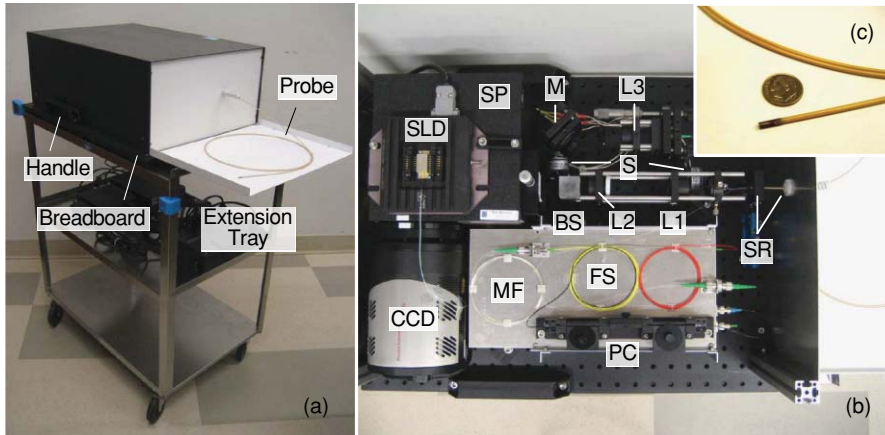 Probe
Handle
Breadboard
Extension
Tray
(a)
SP
M
L3
SLD
S
BS
L2
L1
SR
MF
FS
CCD
PC
(b)
(c)